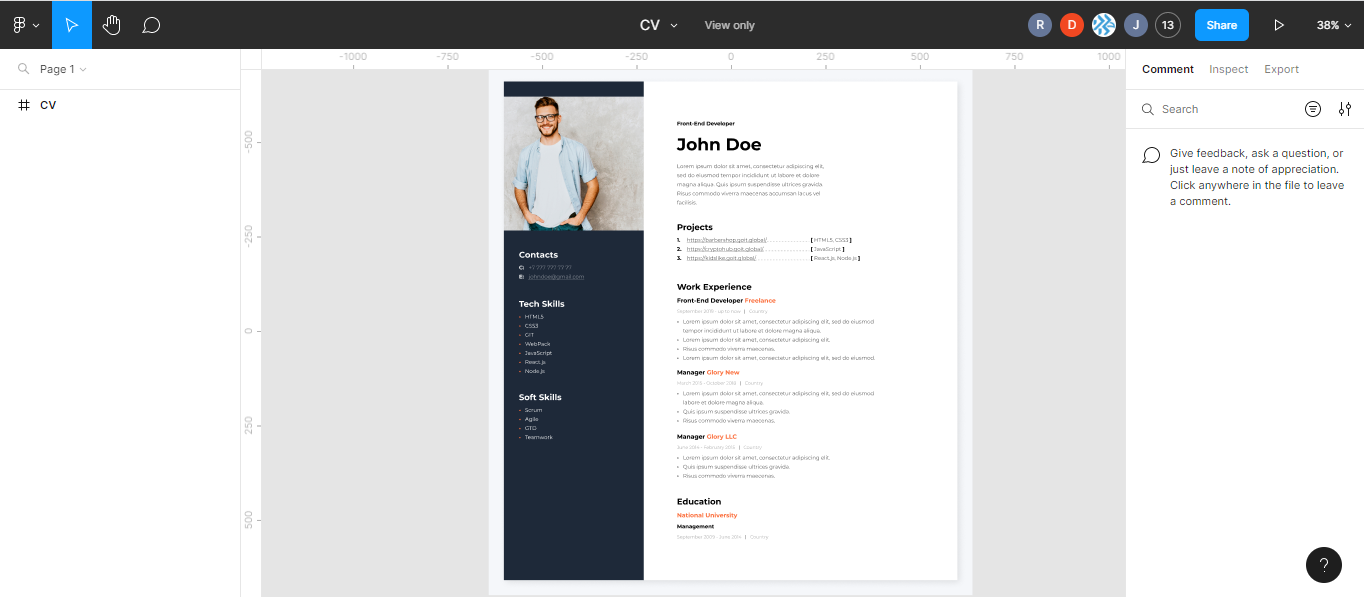 CV
View only
R
D
J
13
Share
38%
Page 1
CV
-1000
-750
-500
-250
0
250
500
750
1000
-500
-250
0
250
500
Comment
Inspect
Export
Search
Give feedback, ask a question, or
just leave a note of appreciation.
Click anywhere in the file to leave
a comment.
Contacts
C: +7 777 777 77 77
E: johndoe@gmail.com
Tech Skills
• HTML5
• CSS3
• GIT
• WebPack
• JavaScript
• React.js
• Node.js
Soft Skills
• Scrum
• Agile
• GTD
• Teamwork
Front-End Developer
John Doe
Lorem ipsum dolor sit amet, consectetur adipiscing elit,
sed do eiusmod tempor incididunt ut labore et dolore
magna aliqua. Quis ipsum suspendisse ultrices gravida.
Risus commodo viverra maecenas accumsan lacus vel
facilisis.
Projects
1. https://barbershop.goit.global/ [ HTML5, CSS3 ]
2. https://cryptohub.goit.global/ [ JavaScript ]
3. https://kidslike.goit.global/ [ React.js; Node.js ]
Work Experience
Front-End Developer Freelance
September 2019 - up to now | Country
• Lorem ipsum dolor sit amet, consectetur adipiscing elit, sed do eiusmod
tempor incididunt ut labore et dolore magna aliqua.
• Lorem ipsum dolor sit amet, consectetur adipiscing elit.
• Risus commodo viverra maecenas.
• Lorem ipsum dolor sit amet, consectetur adipiscing elit, sed do eiusmod.
Manager Glory New
March 2015 - October 2018 | Country
• Lorem ipsum dolor sit amet, consectetur adipiscing elit, sed do eiusmod
labore et dolore magna aliqua.
• Quis ipsum suspendisse ultrices gravida.
• Risus commodo viverra maecenas.
Manager Glory LLC
June 2014 - February 2015 | Country
• Lorem ipsum dolor sit amet, consectetur adipiscing elit.
• Quis ipsum suspendisse ultrices gravida.
• Risus commodo viverra maecenas.
Education
National University
Management
September - June 2014 | Country
?